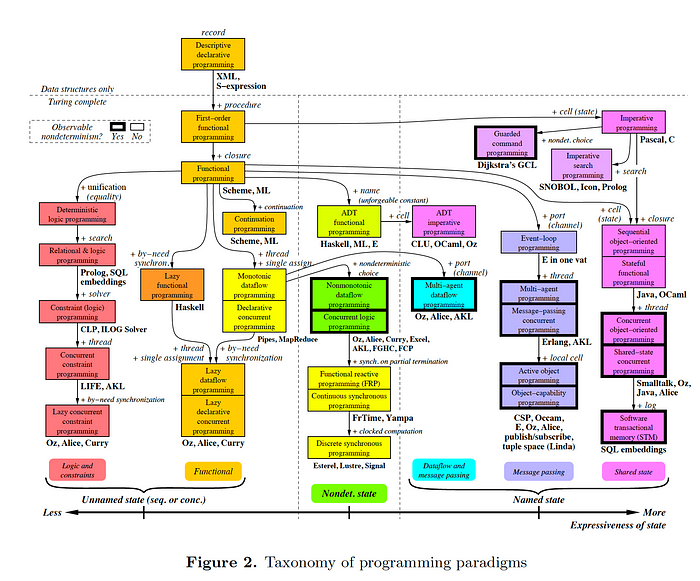 record
Descriptive
declarative
programming
XML,
S−expression
Data structures only
Turing complete
+ procedure
Observable
nondeterminism?
Yes
No
First−order
functional
programming
+ cell (state)
Imperative
programming
Pascal, C
+ nondet. choice
Guarded
command
programming
Dijkstra's GCL
Imperative
search
programming
+ search
SNOBOL, Icon, Prolog
+ closure
Functional
programming
Scheme, ML
+ unification
(equality)
Deterministic
logic programming
+ search
Relational & logic
programming
Prolog, SQL
embeddings
+ solver
Constraint (logic)
programming
CLP, ILOG Solver
+ thread
Concurrent
constraint
programming
LIFE, AKL
+ by−need synchronization
Lazy concurrent
constraint
programming
Oz, Alice, Curry
+ continuation
Continuation
programming
Scheme, ML
+ by−need
synchron.
Lazy
functional
programming
Haskell
+ thread
+ single assignment
+ thread
+ single assign.
Monotonic
dataflow
programming
Declarative
concurrent
programming
Pipes, MapReduce
+ by−need
synchronization
Lazy
dataflow
programming
Lazy
declarative
concurrent
programming
Oz, Alice, Curry
+ name
(unforgeable constant)
ADT
functional
programming
Haskell, ML, E
+ cell
ADT
imperative
programming
CLU, OCaml, Oz
+ nondeterministic
choice
Nonmonotonic
dataflow
programming
Concurrent logic
programming
Oz, Alice, Curry, Excel,
AKL, FGHIC, FCP
+ synch. on partial termination
Functional reactive
programming (FRP)
Continuous synchronous
programming
FrTime, Yampa
+ clocked computation
Discrete synchronous
programming
Esterel, Lustre, Signal
+ port
(channel)
Multi−agent
dataflow
programming
Oz, Alice, AKL
+ port
(channel)
Event−loop
programming
E in one vat
+ thread
Multi−agent
programming
Message−passing
concurrent
programming
Erlang, AKL
+ local cell
Active object
programming
Object−capability
programming
CSP, Occam,
E, Oz, Alice,
publish/subscribe,
tuple space (Linda)
+ cell
(state)
+ closure
Sequential
object−oriented
programming
Stateful
functional
programming
Java, OCaml
+ thread
Concurrent
object−oriented
programming
Shared−state
concurrent
programming
Smalltalk, Oz,
Java, Alice
+ log
Software
transactional
memory (STM)
SQL embeddings
Logic and
constraints
Functional
Nondet. state
Dataflow and
message passing
Message passing
Shared state
Unnamed state (seq. or conc.)
Named state
Less
More
Expressiveness of state
Figure 2. Taxonomy of programming paradigms